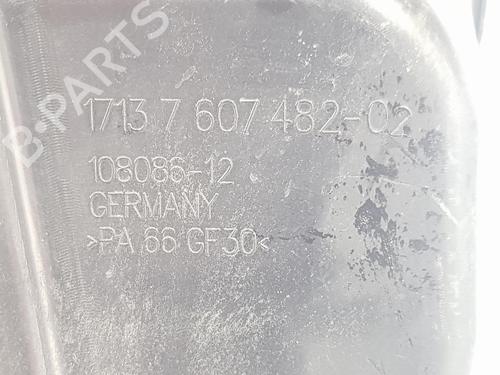 B-PARTS
1713 7 607 482-02
108086-12
GERMANY
>PA 66 GF30<